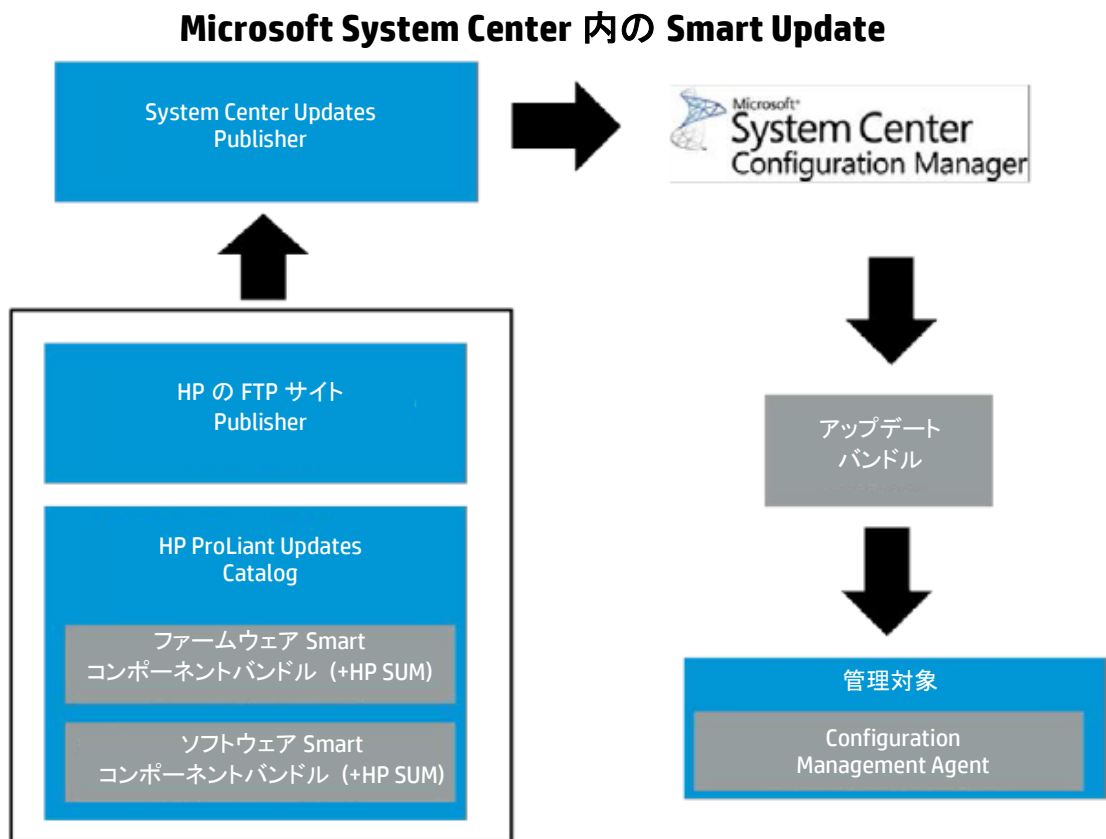 Microsoft System Center 内の Smart Update
System Center Updates
Publisher
Microsoft®
System Center
Configuration Manager
HP の FTP サイト
Publisher
アップデート
バンドル
HP ProLiant Updates
Catalog
ファームウェア Smart
コンポーネントバンドル (+HP SUM)
ソフトウェア Smart
コンポーネントバンドル (+HP SUM)
管理対象
Configuration
Management Agent